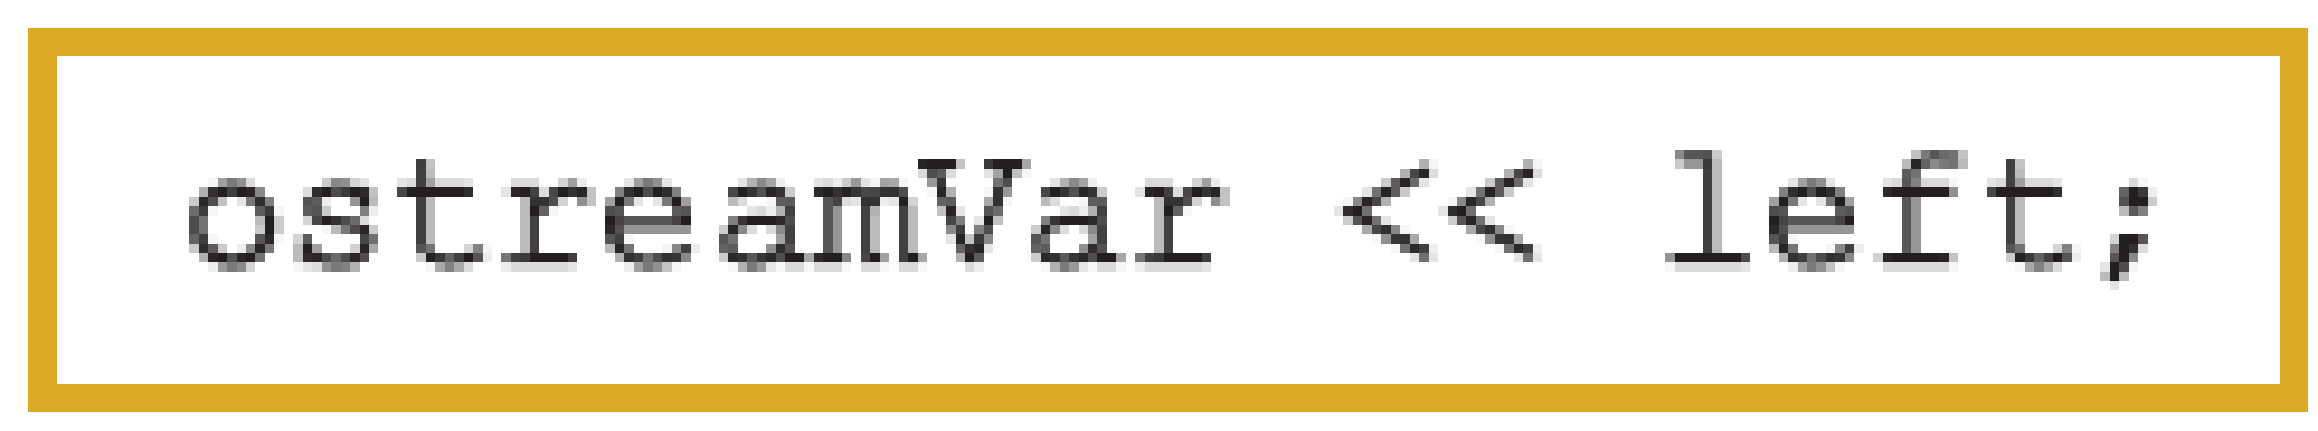 ostreamVar << left;